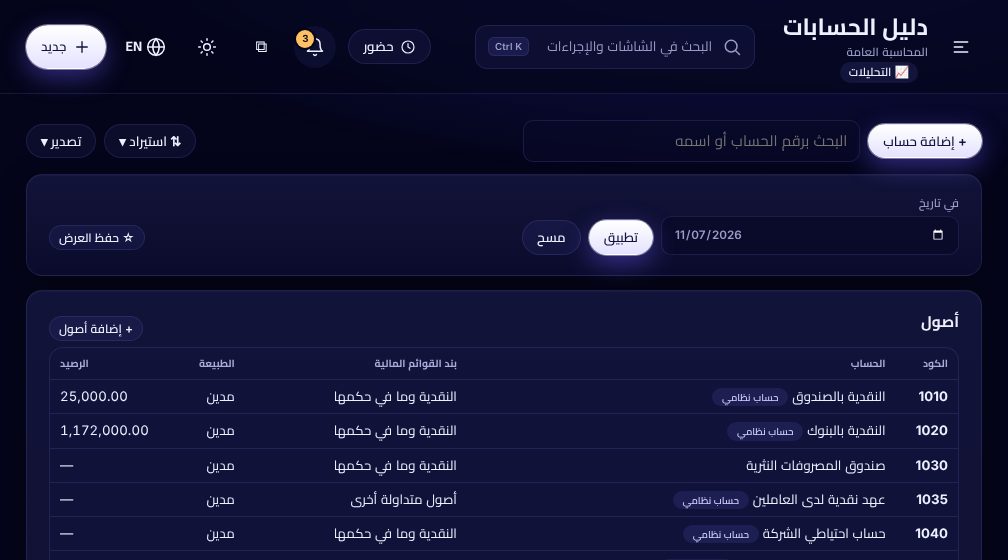 دليل الحسابات
المحاسبة العامة
📈 التحليلات
البحث في الشاشات والإجراءات Ctrl K
حضور
3
EN
+ جديد
+ إضافة حساب
البحث برقم الحساب أو اسمه
⇅ استيراد ▾
تصدير ▾
في تاريخ
11/07/2026
تطبيق
مسح
☆ حفظ العرض
أصول
+ إضافة أصول
الكود الحساب بند القوائم المالية الطبيعة الرصيد
1010 النقدية بالصندوق حساب نظامي النقدية وما في حكمها مدين 25,000.00
1020 النقدية بالبنوك حساب نظامي النقدية وما في حكمها مدين 1,172,000.00
1030 صندوق المصروفات النثرية النقدية وما في حكمها مدين —
1035 عهد نقدية لدى العاملين حساب نظامي أصول متداولة أخرى مدين —
1040 حساب احتياطي الشركة حساب نظامي النقدية وما في حكمها مدين —